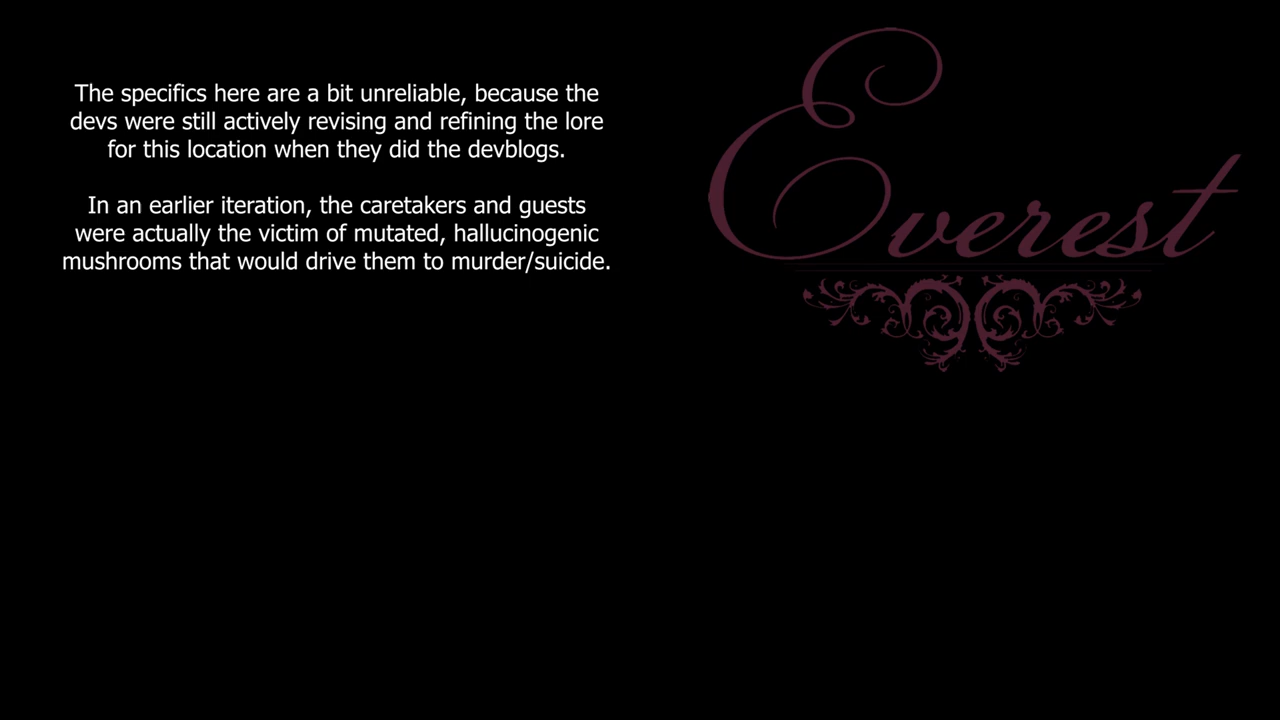 The specifics here are a bit unreliable, because the
devs were still actively revising and refining the lore
for this location when they did the devblogs.
In an earlier iteration, the caretakers and guests
were actually the victim of mutated, hallucinogenic
mushrooms that would drive them to murder/suicide.
Everest